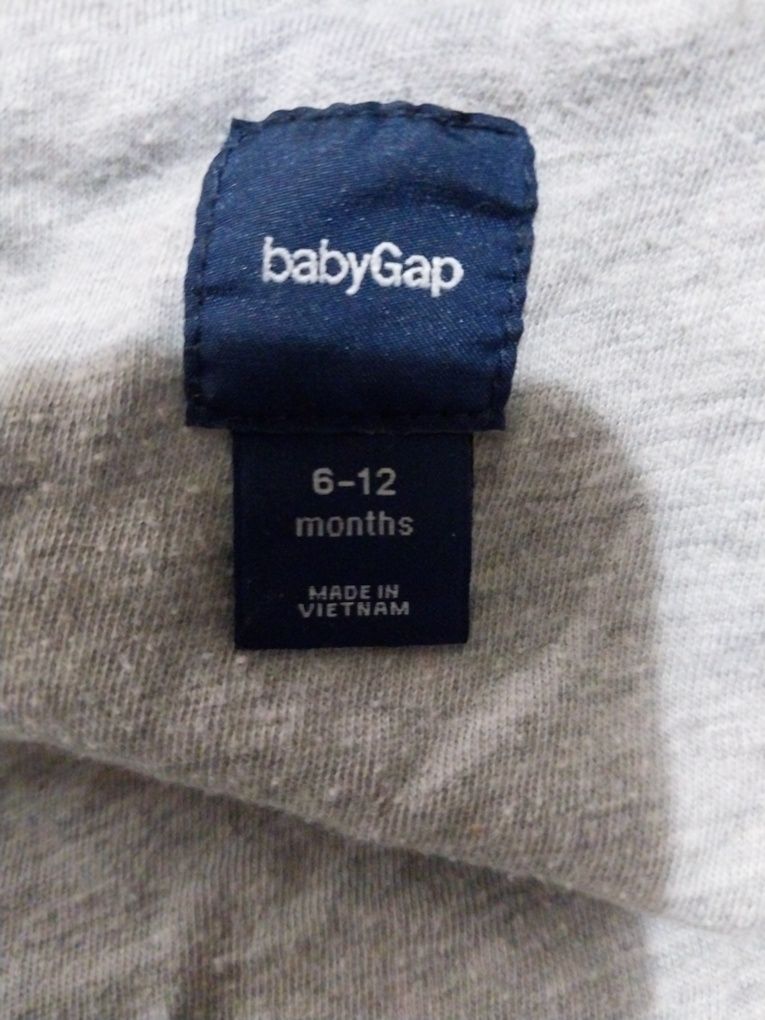 babyGap
6-12
months
MADE IN
VIETNAM